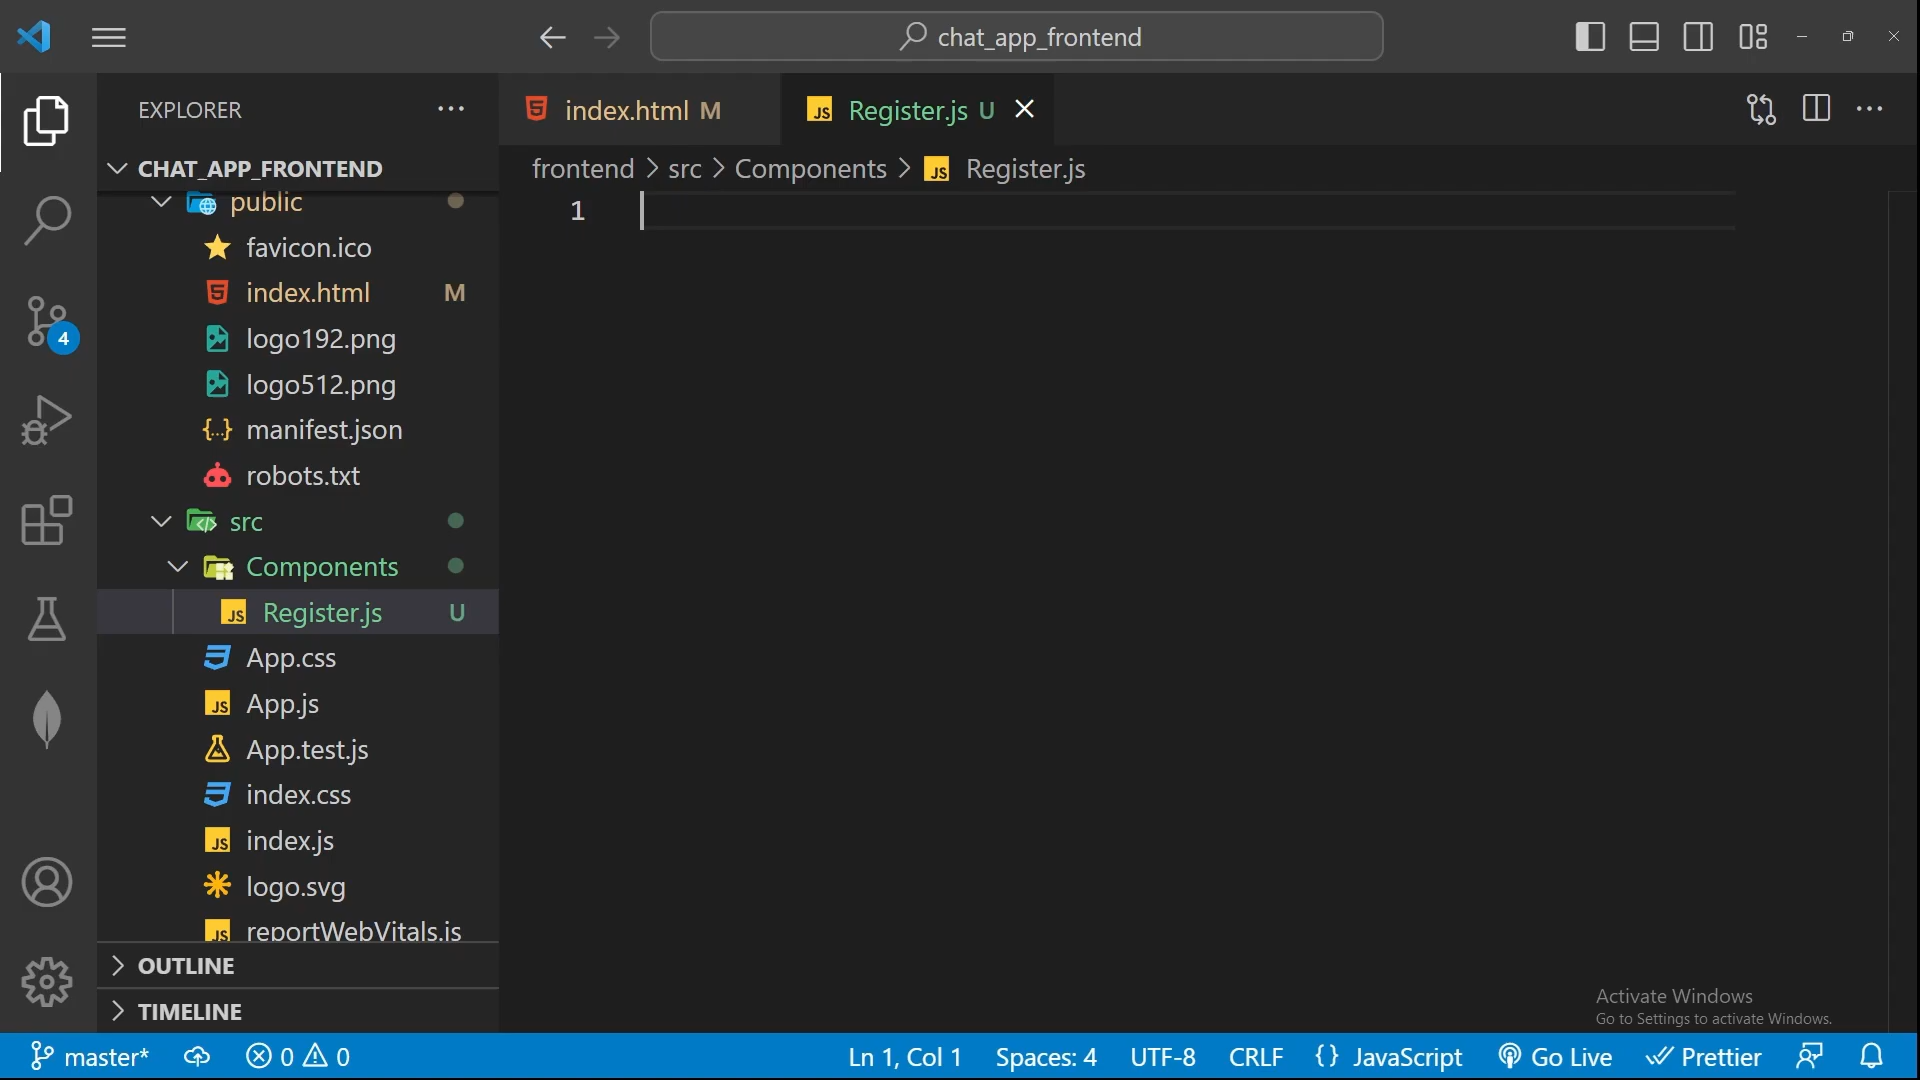 chat_app_frontend
EXPLORER
index.html M
Register.js U
CHAT_APP_FRONTEND
frontend > src > Components > Register.js
public
1
favicon.ico
index.html M
logo192.png
logo512.png
{...} manifest.json
robots.txt
src
Components
Register.js U
App.css
App.js
App.test.js
index.css
index.js
logo.svg
reportWebVitals.js
OUTLINE
TIMELINE
4
Activate Windows
Go to Settings to activate Windows.
master* 0 0 Ln 1, Col 1 Spaces: 4 UTF-8 CRLF {} JavaScript Go Live Prettier